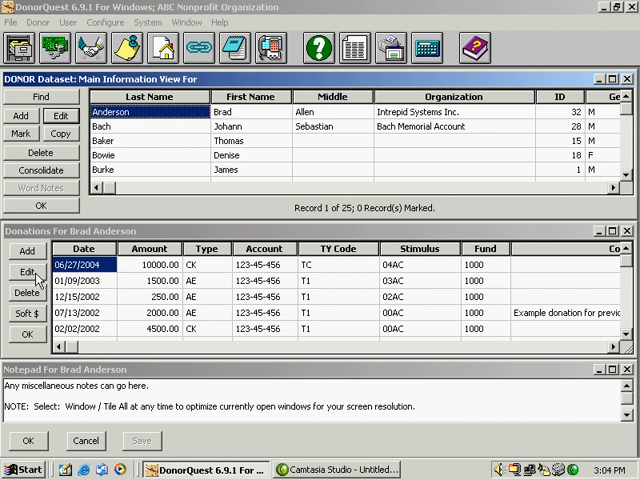 DonorQuest 6.9.1 For Windows; ABC Nonprofit Organization
File Donor User Configure System Window Help
DONOR Dataset: Main Information View For
Find
Add Edit
Mark Copy
Delete
Consolidate
Word Notes
OK
Last Name First Name Middle Organization ID Ge
Anderson Brad Allen Intrepid Systems Inc. 32 M
Bach Johann Sebastian Bach Memorial Account 28 M
Baker Thomas 15 M
Bowie Denise 18 F
Burke James 1 M
Record 1 of 25; 0 Record(s) Marked.
Donations For Brad Anderson
Add
Edit
Delete
Soft $
OK
Date Amount Type Account TY Code Stimulus Fund Co
06/27/2004 10000.00 CK 123-45-456 TC 04AC 1000
01/09/2003 1500.00 AE 123-45-456 T1 03AC 1000
12/15/2002 250.00 AE 123-45-456 T1 02AC 1000
07/13/2002 2000.00 AE 123-45-456 T1 00AC 1000 Example donation for previo
02/02/2002 4500.00 CK 123-45-456 T1 02AC 1000
Notepad For Brad Anderson
Any miscellaneous notes can go here.
NOTE: Select: Window / Tile All at any time to optimize currently open windows for your screen resolution.
OK Cancel Save
Start DonorQuest 6.9.1 For ... Camtasia Studio - Untitled... 3:04 PM